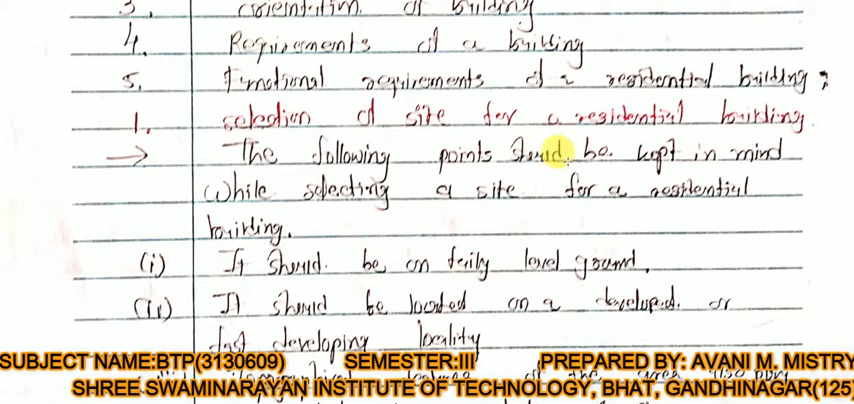 3. orientation of building
4. Requirements of a building
5. Functional requirements of a residential building;
1. selection of site for a residential building.
→ The following points should be kept in mind
while selecting a site for a residential
building.
(i) It should be on fairly level ground.
(ii) It should be located on a developed or
fast developing locality
SUBJECT NAME:BTP(3130609) SEMESTER:III PREPARED BY: AVANI M. MISTRY
SHREE SWAMINARAYAN INSTITUTE OF TECHNOLOGY, BHAT, GANDHINAGAR(125)